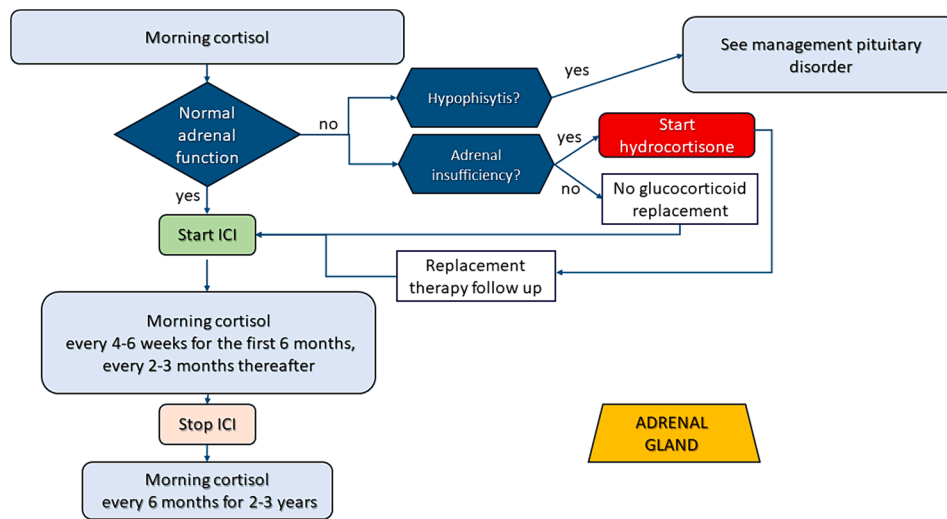 Morning cortisol
See management pituitary
disorder
yes
Hypophisytis?
Normal
adrenal
function
no
Adrenal
insufficiency?
yes
Start
hydrocortisone
no
No glucocorticoid
replacement
yes
Start ICI
Replacement
therapy follow up
Morning cortisol
every 4-6 weeks for the first 6 months,
every 2-3 months thereafter
Stop ICI
ADRENAL
GLAND
Morning cortisol
every 6 months for 2-3 years